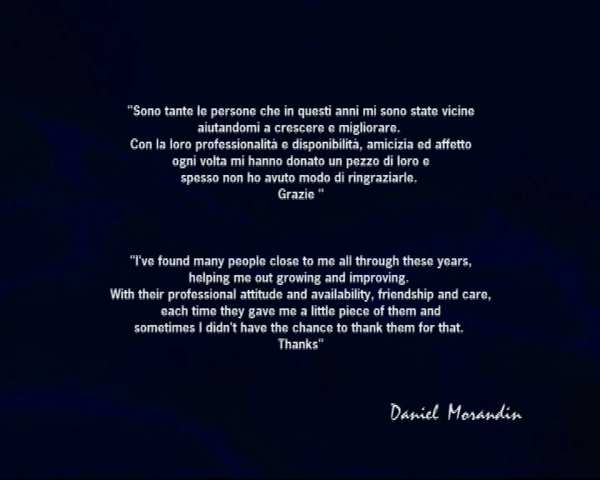 "Sono tante le persone che in questi anni mi sono state vicine
aiutandomi a crescere e migliorare.
Con la loro professionalità e disponibilità, amicizia ed affetto
ogni volta mi hanno donato un pezzo di loro e
spesso non ho avuto modo di ringraziarle.
Grazie "
"I've found many people close to me all through these years,
helping me out growing and improving.
With their professional attitude and availability, friendship and care,
each time they gave me a little piece of them and
sometimes I didn't have the chance to thank them for that.
Thanks"
Daniel Morandin